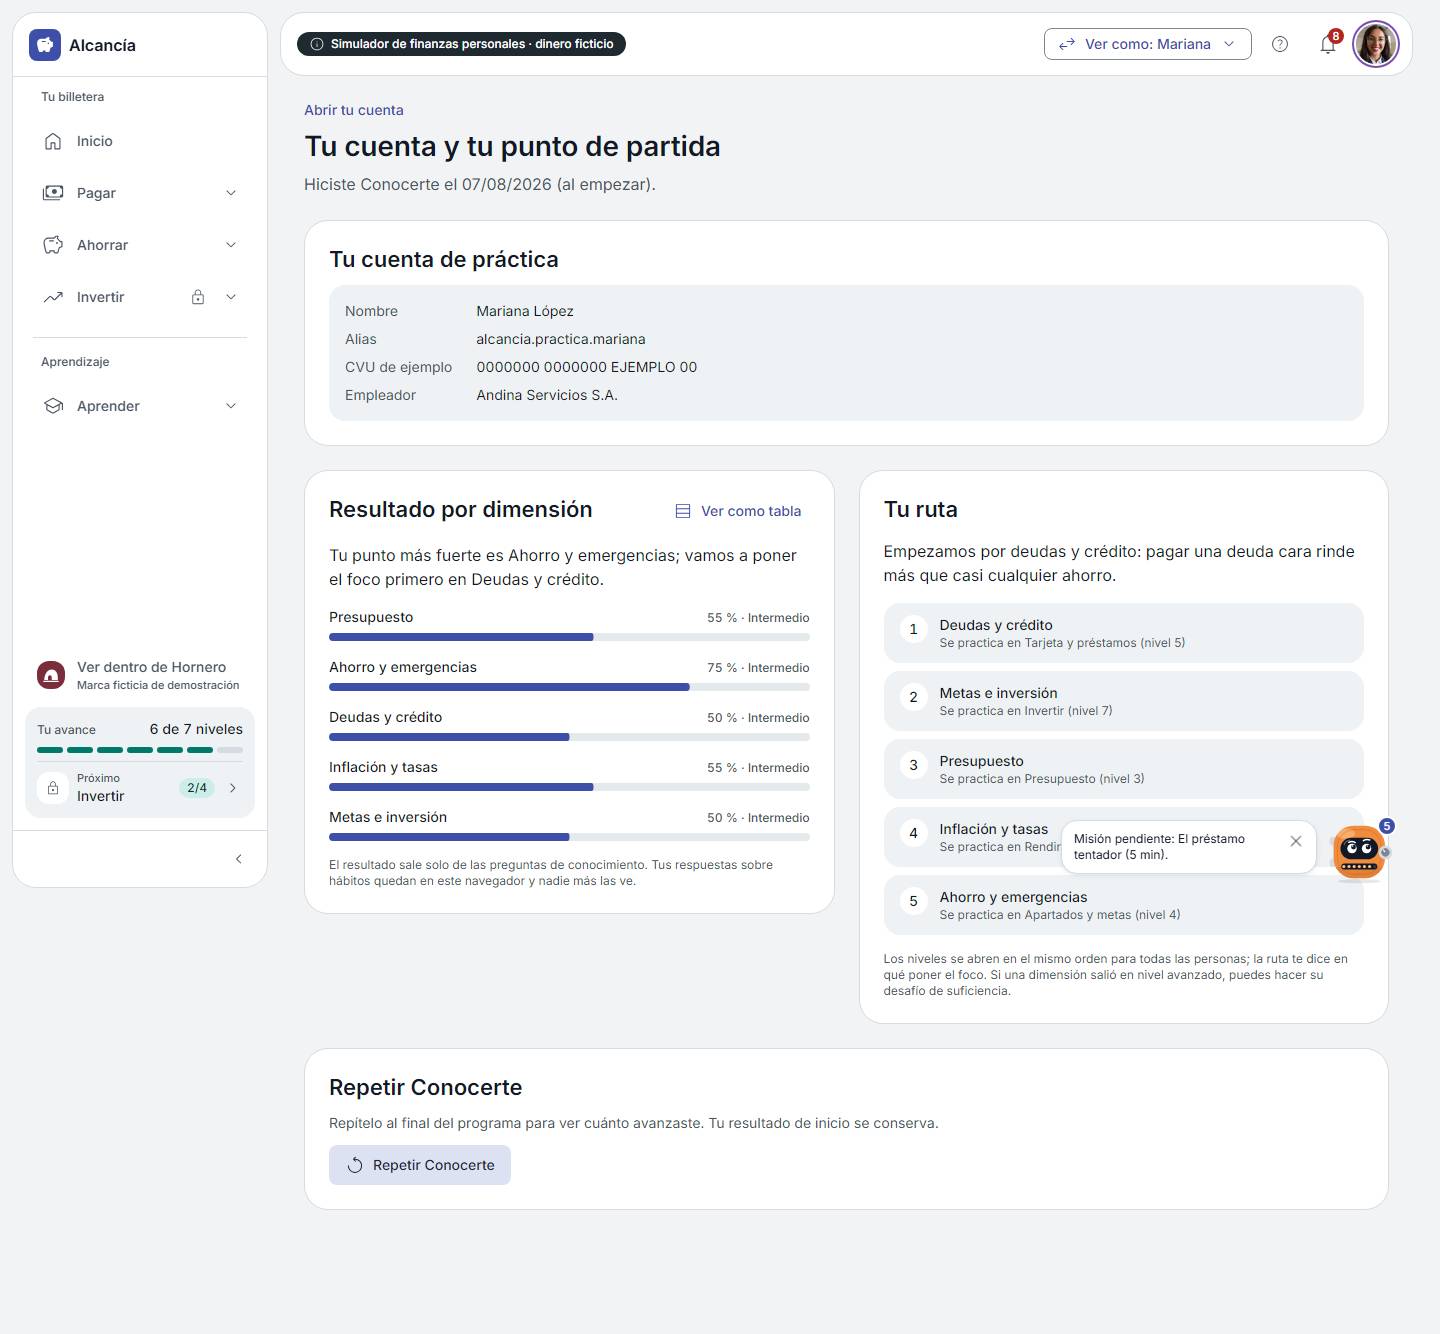 Alcancía
Simulador de finanzas personales · dinero ficticio
Ver como: Mariana
8
Tu billetera
Inicio
Pagar
Ahorrar
Invertir
Aprendizaje
Aprender
Ver dentro de Hornero
Marca ficticia de demostración
Tu avance
6 de 7 niveles
Próximo
Invertir
2/4
Abrir tu cuenta
Tu cuenta y tu punto de partida
Hiciste Conocerte el 07/08/2026 (al empezar).
Tu cuenta de práctica
Nombre Mariana López
Alias alcancia.practica.mariana
CVU de ejemplo 0000000 0000000 EJEMPLO 00
Empleador Andina Servicios S.A.
Resultado por dimensión
Ver como tabla
Tu punto más fuerte es Ahorro y emergencias; vamos a poner
el foco primero en Deudas y crédito.
Presupuesto 55 % · Intermedio
Ahorro y emergencias 75 % · Intermedio
Deudas y crédito 50 % · Intermedio
Inflación y tasas 55 % · Intermedio
Metas e inversión 50 % · Intermedio
El resultado sale solo de las preguntas de conocimiento. Tus respuestas sobre
hábitos quedan en este navegador y nadie más las ve.
Tu ruta
Empezamos por deudas y crédito: pagar una deuda cara rinde
más que casi cualquier ahorro.
1 Deudas y crédito
Se practica en Tarjeta y préstamos (nivel 5)
2 Metas e inversión
Se practica en Invertir (nivel 7)
3 Presupuesto
Se practica en Presupuesto (nivel 3)
4 Inflación y tasas
Se practica en
Misión pendiente: El préstamo
tentador (5 min).
5
5 Ahorro y emergencias
Se practica en Apartados y metas (nivel 4)
Los niveles se abren en el mismo orden para todas las personas; la ruta te dice en
qué poner el foco. Si una dimensión salió en nivel avanzado, puedes hacer su
desafío de suficiencia.
Repetir Conocerte
Repítelo al final del programa para ver cuánto avanzaste. Tu resultado de inicio se conserva.
Repetir Conocerte